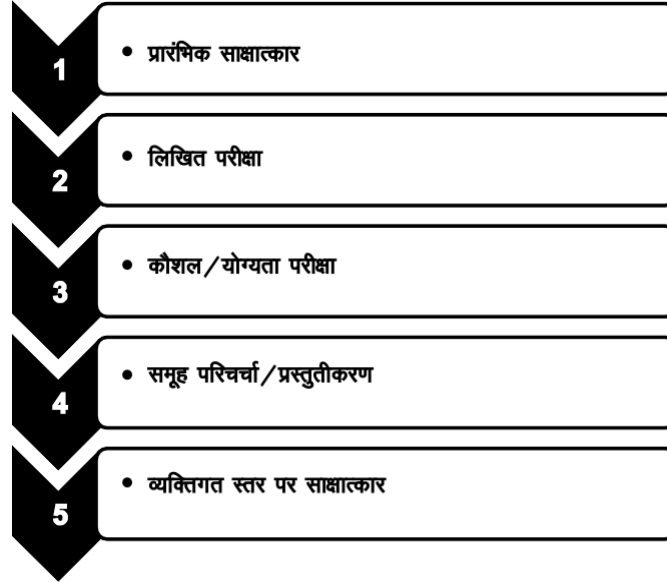 1
• प्रारंभिक साक्षात्कार
2
• लिखित परीक्षा
3
• कौशल/योग्यता परीक्षा
4
• समूह परिचर्चा/प्रस्तुतीकरण
5
• व्यक्तिगत स्तर पर साक्षात्कार